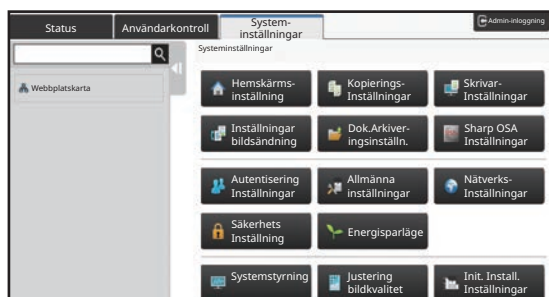 Status
Användarkontroll
System-
inställningar
Admin-inloggning
Systeminställningar
Webbplatskarta
Hemskärms-
inställning
Kopierings-
Inställningar
Skrivar-
Inställningar
Inställningar
bildsändning
Dok.Arkiver-
ingsinställn.
Sharp OSA
Inställningar
Autentisering
Inställningar
Allmänna
inställningar
Nätverks-
Inställningar
Säkerhets
Inställning
Energisparläge
Systemstyrning
Justering
bildkvalitet
Init. Install.
Inställningar